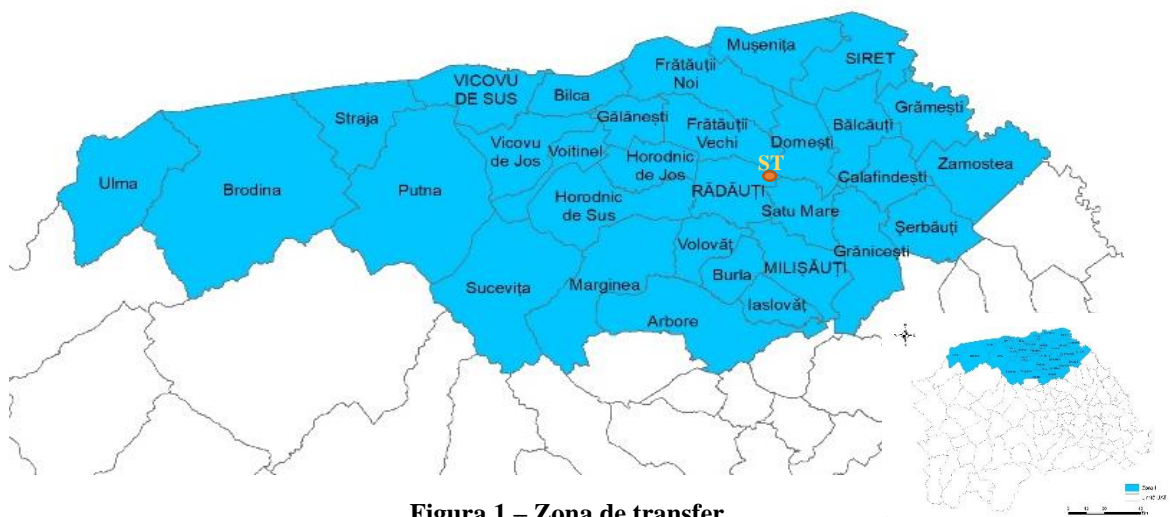 Mușenița
SIRET
Frătăuții
Noi
VICOVU
DE SUS
Bilca
Grămești
Straja
Gălănești
Frătăuții
Vechi
Bălcăuți
Vicovu
de Jos
Voitinel
Domești
Horodnic
de Jos
ST
Zamostea
Ulma
Brodina
Putna
RĂDĂUȚI
Calafindești
Horodnic
de Sus
Satu Mare
Șerbăuți
Volovăț
Grănicești
Burla
MILIȘĂUȚI
Sucevița
Marginea
Iaslovăț
Arbore
Figura 1 – Zona de transfer